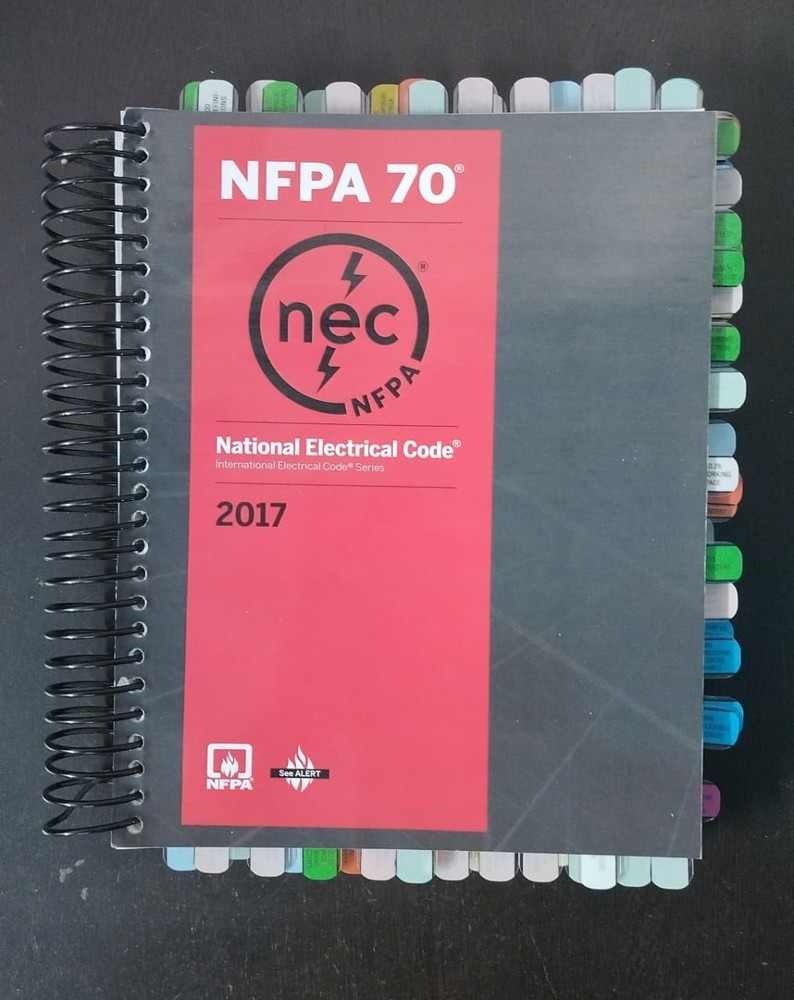 NFPA 70®
nec®
NFPA
National Electrical Code®
International Electrical Code® Series
2017
NFPA®
See ALERT